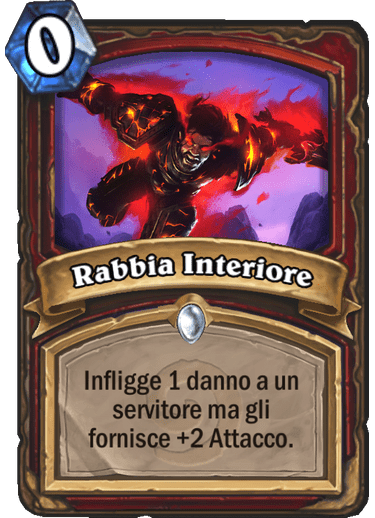 0
Rabbia Interiore
Infligge 1 danno a un
servitore ma gli
fornisce +2 Attacco.